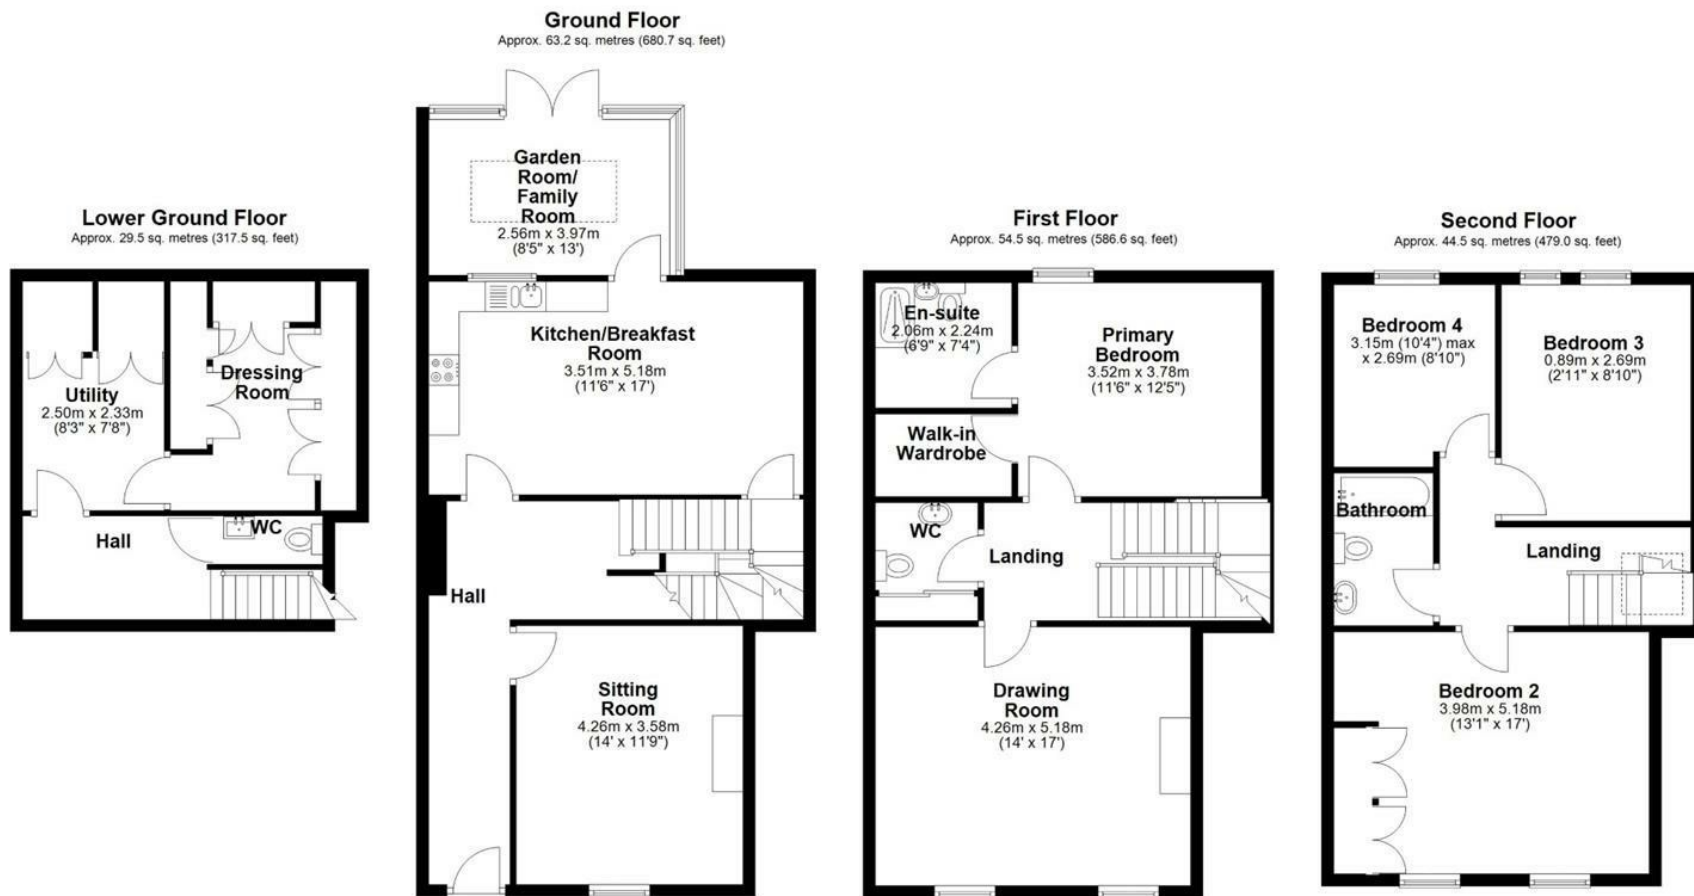 Ground Floor
Approx. 63.2 sq. metres (680.7 sq. feet)
Garden
Room/
Family
Room
2.56m x 3.97m
(8'5" x 13')
Kitchen/Breakfast
Room
3.51m x 5.18m
(11'6" x 17')
Hall
Sitting
Room
4.26m x 3.58m
(14' x 11'9")
Lower Ground Floor
Approx. 29.5 sq. metres (317.5 sq. feet)
Utility
2.50m x 2.33m
(8'3" x 7'8")
Dressing
Room
Hall
WC
First Floor
Approx. 54.5 sq. metres (586.6 sq. feet)
En-suite
2.06m x 2.24m
(6'9" x 7'4")
Primary
Bedroom
3.52m x 3.78m
(11'6" x 12'5")
Walk-in
Wardrobe
WC
Landing
Drawing
Room
4.26m x 5.18m
(14' x 17')
Second Floor
Approx. 44.5 sq. metres (479.0 sq. feet)
Bedroom 4
3.15m (10'4") max
x 2.69m (8'10")
Bedroom 3
0.89m x 2.69m
(2'11" x 8'10")
Bathroom
Landing
Bedroom 2
3.98m x 5.18m
(13'1" x 17')